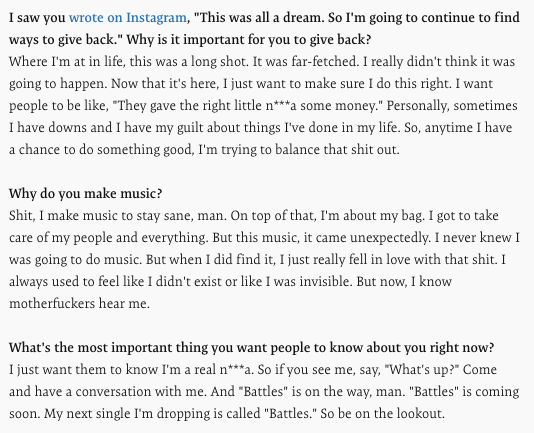 I saw you wrote on Instagram, "This was all a dream. So I'm going to continue to find
ways to give back." Why is it important for you to give back?
Where I'm at in life, this was a long shot. It was far-fetched. I really didn't think it was
going to happen. Now that it's here, I just want to make sure I do this right. I want
people to be like, "They gave the right little n***a some money." Personally, sometimes
I have downs and I have my guilt about things I've done in my life. So, anytime I have
a chance to do something good, I'm trying to balance that shit out.
Why do you make music?
Shit, I make music to stay sane, man. On top of that, I'm about my bag. I got to take
care of my people and everything. But this music, it came unexpectedly. I never knew I
was going to do music. But when I did find it, I just really fell in love with that shit. I
always used to feel like I didn't exist or like I was invisible. But now, I know
motherfuckers hear me.
What's the most important thing you want people to know about you right now?
I just want them to know I'm a real n***a. So if you see me, say, "What's up?" Come
and have a conversation with me. And "Battles" is on the way, man. "Battles" is coming
soon. My next single I'm dropping is called "Battles." So be on the lookout.